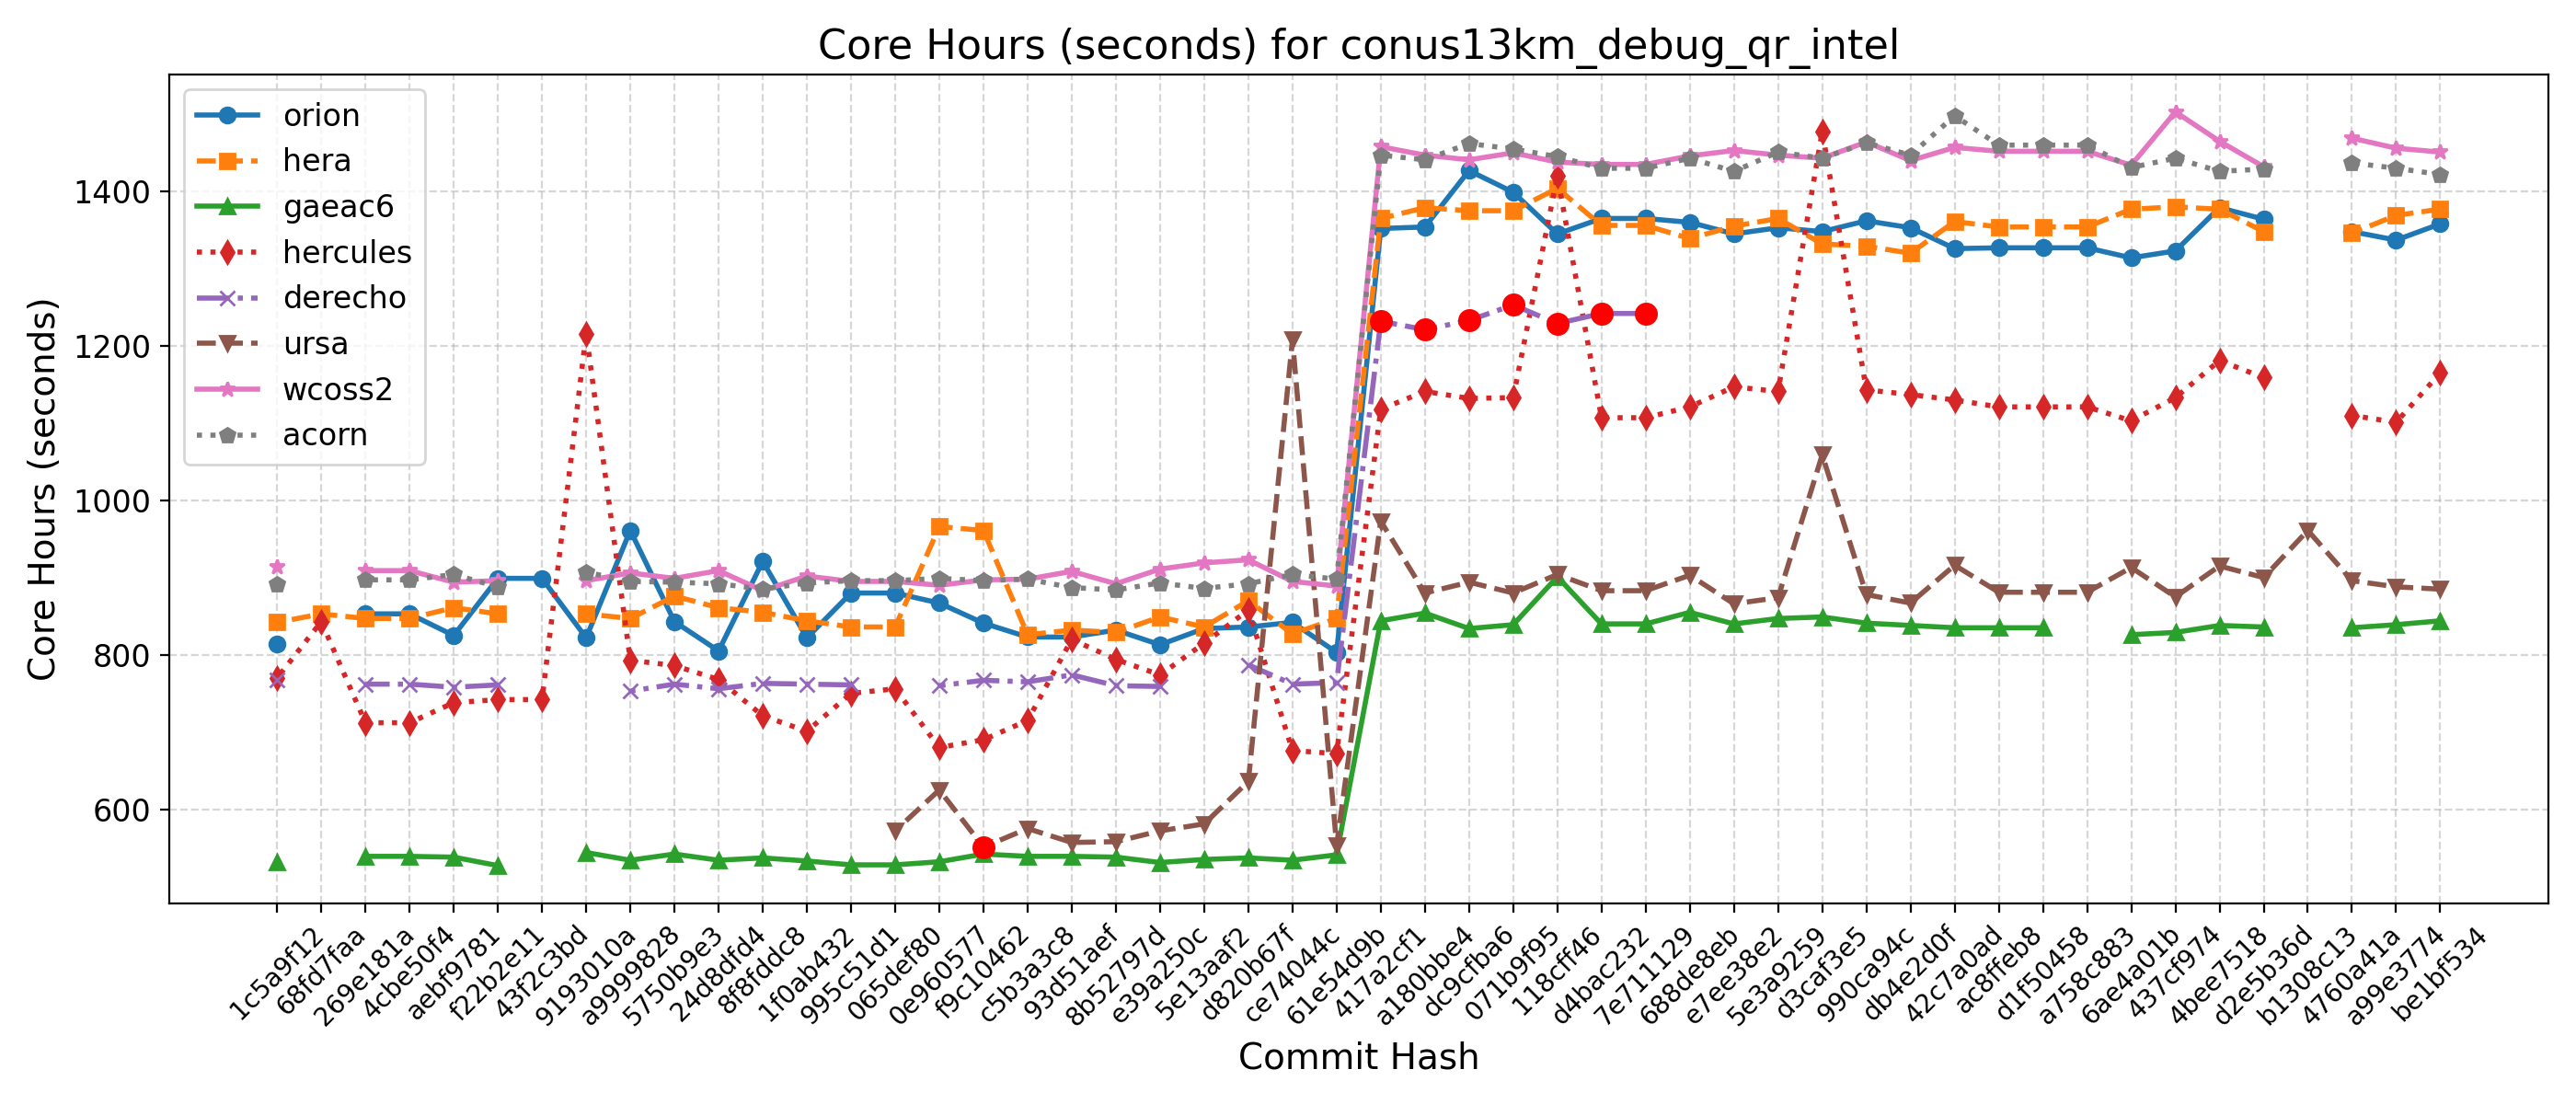 Core Hours (seconds) for conus13km_debug_qr_intel
Core Hours (seconds)
1400
1200
1000
800
600
orion
hera
gaeac6
hercules
derecho
ursa
wcoss2
acorn
1c5a9f12
68fd7faa
269e181a
4cbe50f4
aebf9781
f22b2e11
43f2c3bd
9193010a
a9999828
5750b9e3
24d8dfd4
8f8fddc8
1f0ab432
995c51d1
065def80
0e960577
f9c10462
c5b3a3c8
93d51aef
8b52797d
e39a250c
5e13aaf2
d820b67f
ce74044c
61e54d9b
417a2cf1
a180bbe4
dc9cfba6
071b9f95
118cff46
d4bac232
7e711129
688de8eb
e7ee38e2
5e3a9259
d3caf3e5
990ca94c
db4e2d0f
42c7a0ad
ac8ffeb8
d1f50458
a758c883
6ae4a01b
437cf974
4bee7518
d2e5b36d
b1308c13
4760a41a
a99e3774
be1bf534
Commit Hash